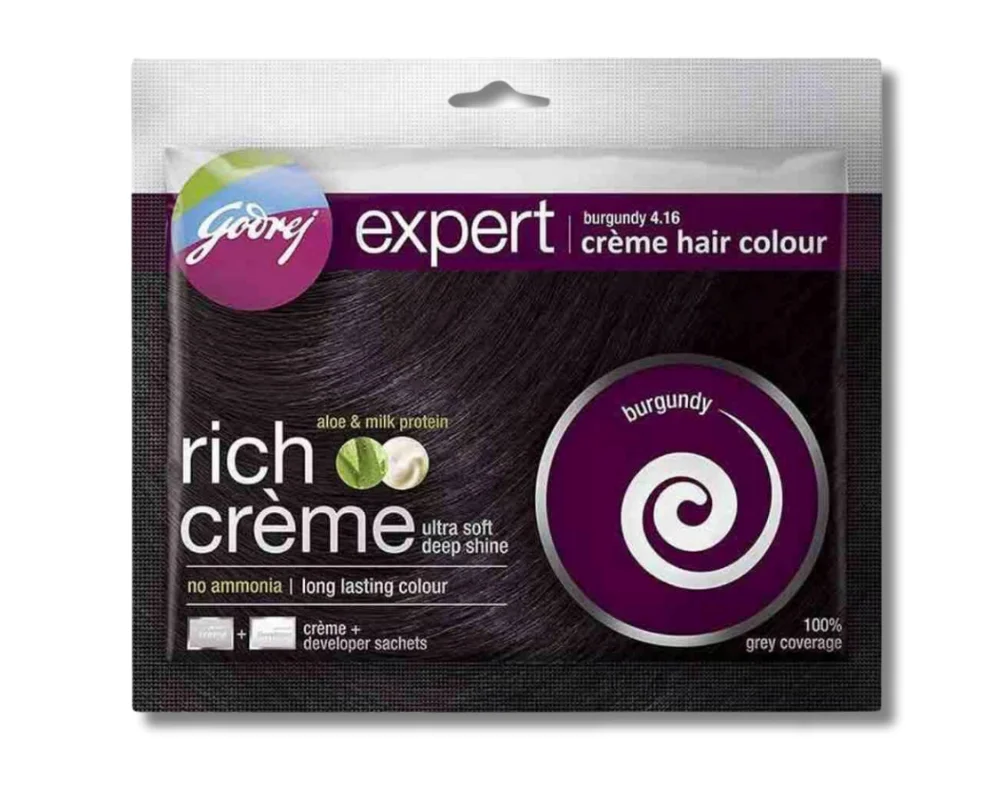 Godrej
expert
burgundy 4.16
crème hair colour
burgundy
aloe & milk protein
rich
crème
ultra soft
deep shine
no ammonia | long lasting colour
crème +
developer sachets
100%
grey coverage